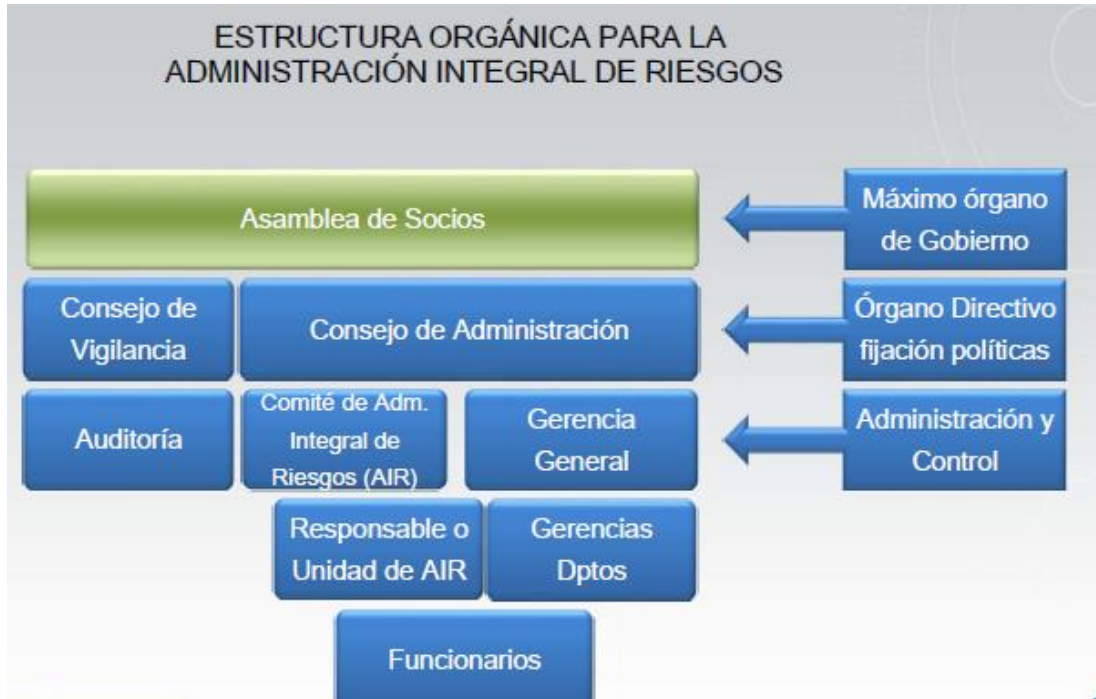 ESTRUCTURA ORGÁNICA PARA LA
ADMINISTRACIÓN INTEGRAL DE RIESGOS
Asamblea de Socios
Máximo órgano
de Gobierno
Consejo de
Vigilancia
Consejo de Administración
Órgano Directivo
fijación políticas
Auditoría
Comité de Adm.
Integral de
Riesgos (AIR)
Gerencia
General
Administración y
Control
Responsable o
Unidad de AIR
Gerencias
Dptos
Funcionarios